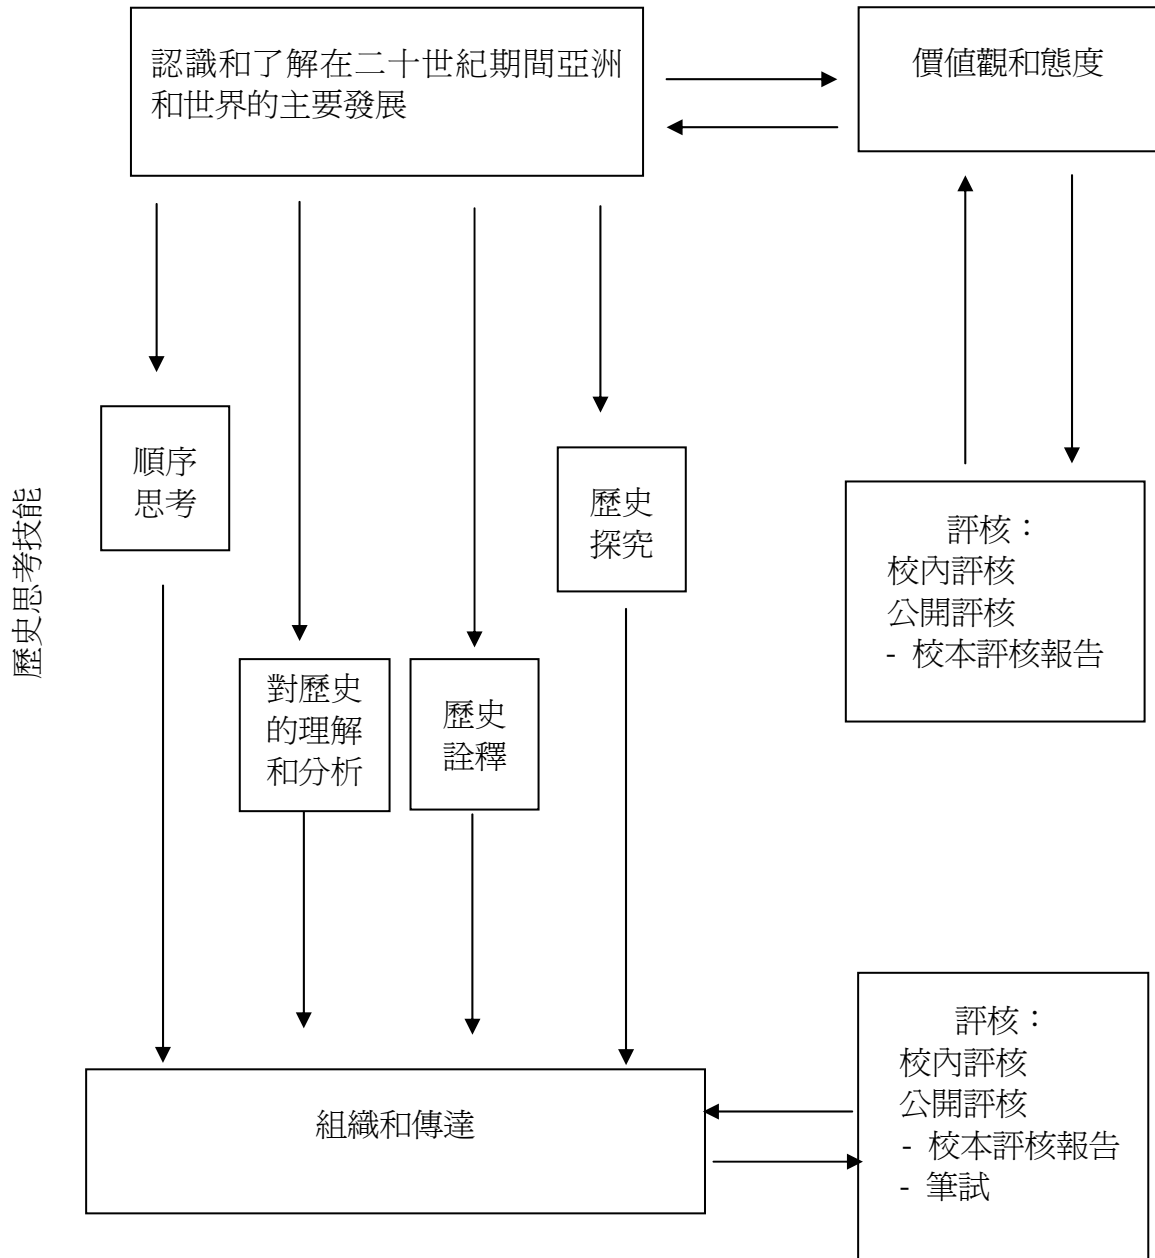 認識和了解在二十世紀期間亞洲
和世界的主要發展
價值觀和態度
歷史思考技能
順序
思考
歷史
探究
對歷史
的理解
和分析
歷史
詮釋
評核：
校內評核
公開評核
- 校本評核報告
組織和傳達
評核：
校內評核
公開評核
- 校本評核報告
- 筆試